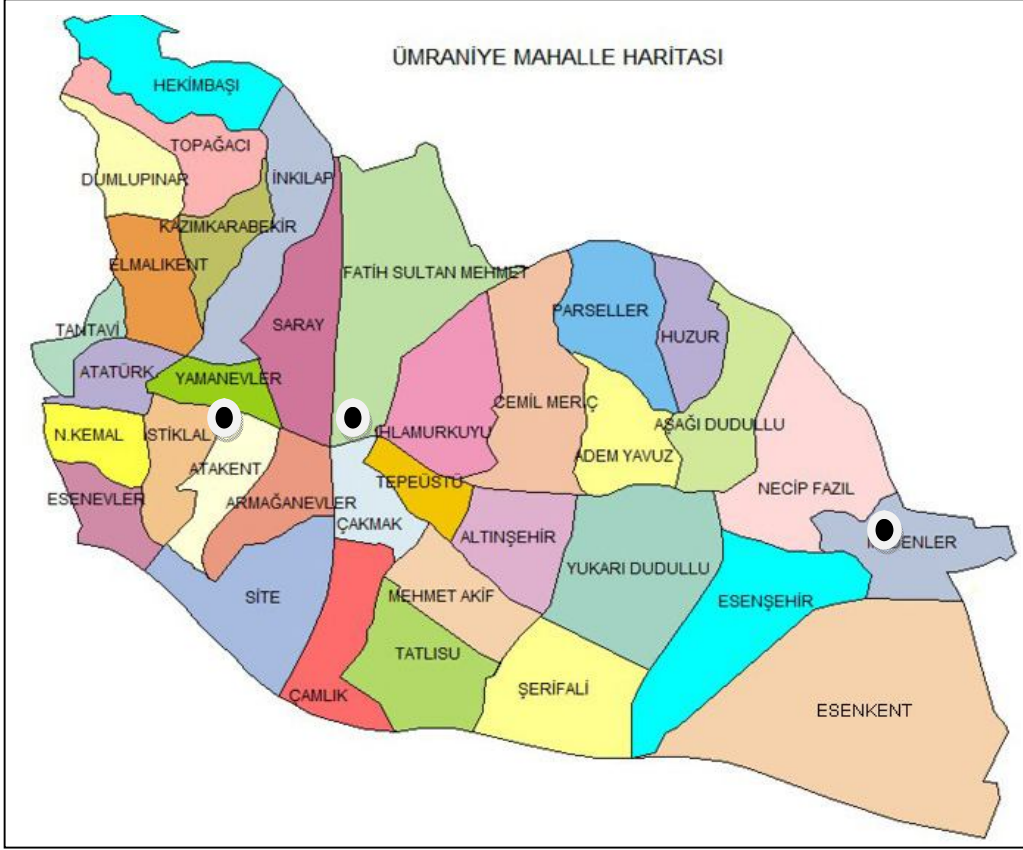 ÜMRANİYE MAHALLE HARİTASI
HEKİMBAŞI
TOPAĞACI
DUMLUPINAR
İNKILAP
KAZIMKARABEKİR
ELMALIKENT
FATİH SULTAN MEHMET
PARSELLER
TANTAVİ
SARAY
HUZUR
ATATÜRK
YAMANEVLER
CEMİL MERİÇ
N.KEMAL
İSTİKLAL
IHLAMURKUYU
AŞAĞI DUDULLU
ADEM YAVUZ
ATAKENT
TEPEÜSTÜ
NECİP FAZIL
ESENEVLER
ARMAĞANEVLER
ÇAKMAK
ALTINŞEHİR
YUKARI DUDULLU
SİTE
MEHMET AKİF
ESENŞEHİR
TATLISU
ŞERİFALİ
ÇAMLIK
ESENKENT